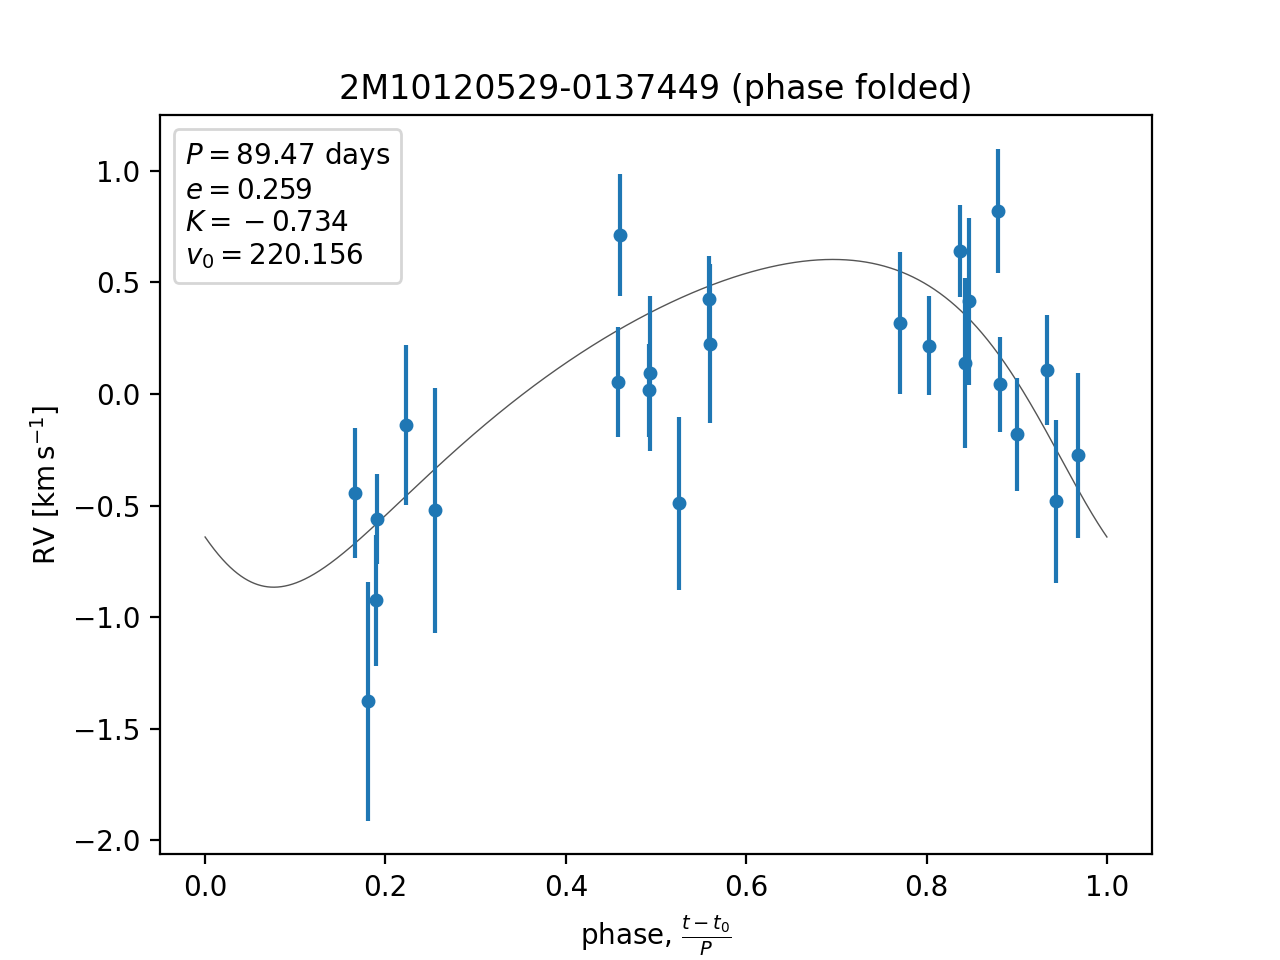 2M10120529-0137449 (phase folded)
P = 89.47 days
e = 0.259
K = −0.734
v₀ = 220.156
1.0
0.5
0.0
−0.5
−1.0
−1.5
−2.0
RV [km s⁻¹]
0.0 0.2 0.4 0.6 0.8 1.0
phase, (t − t₀)/P